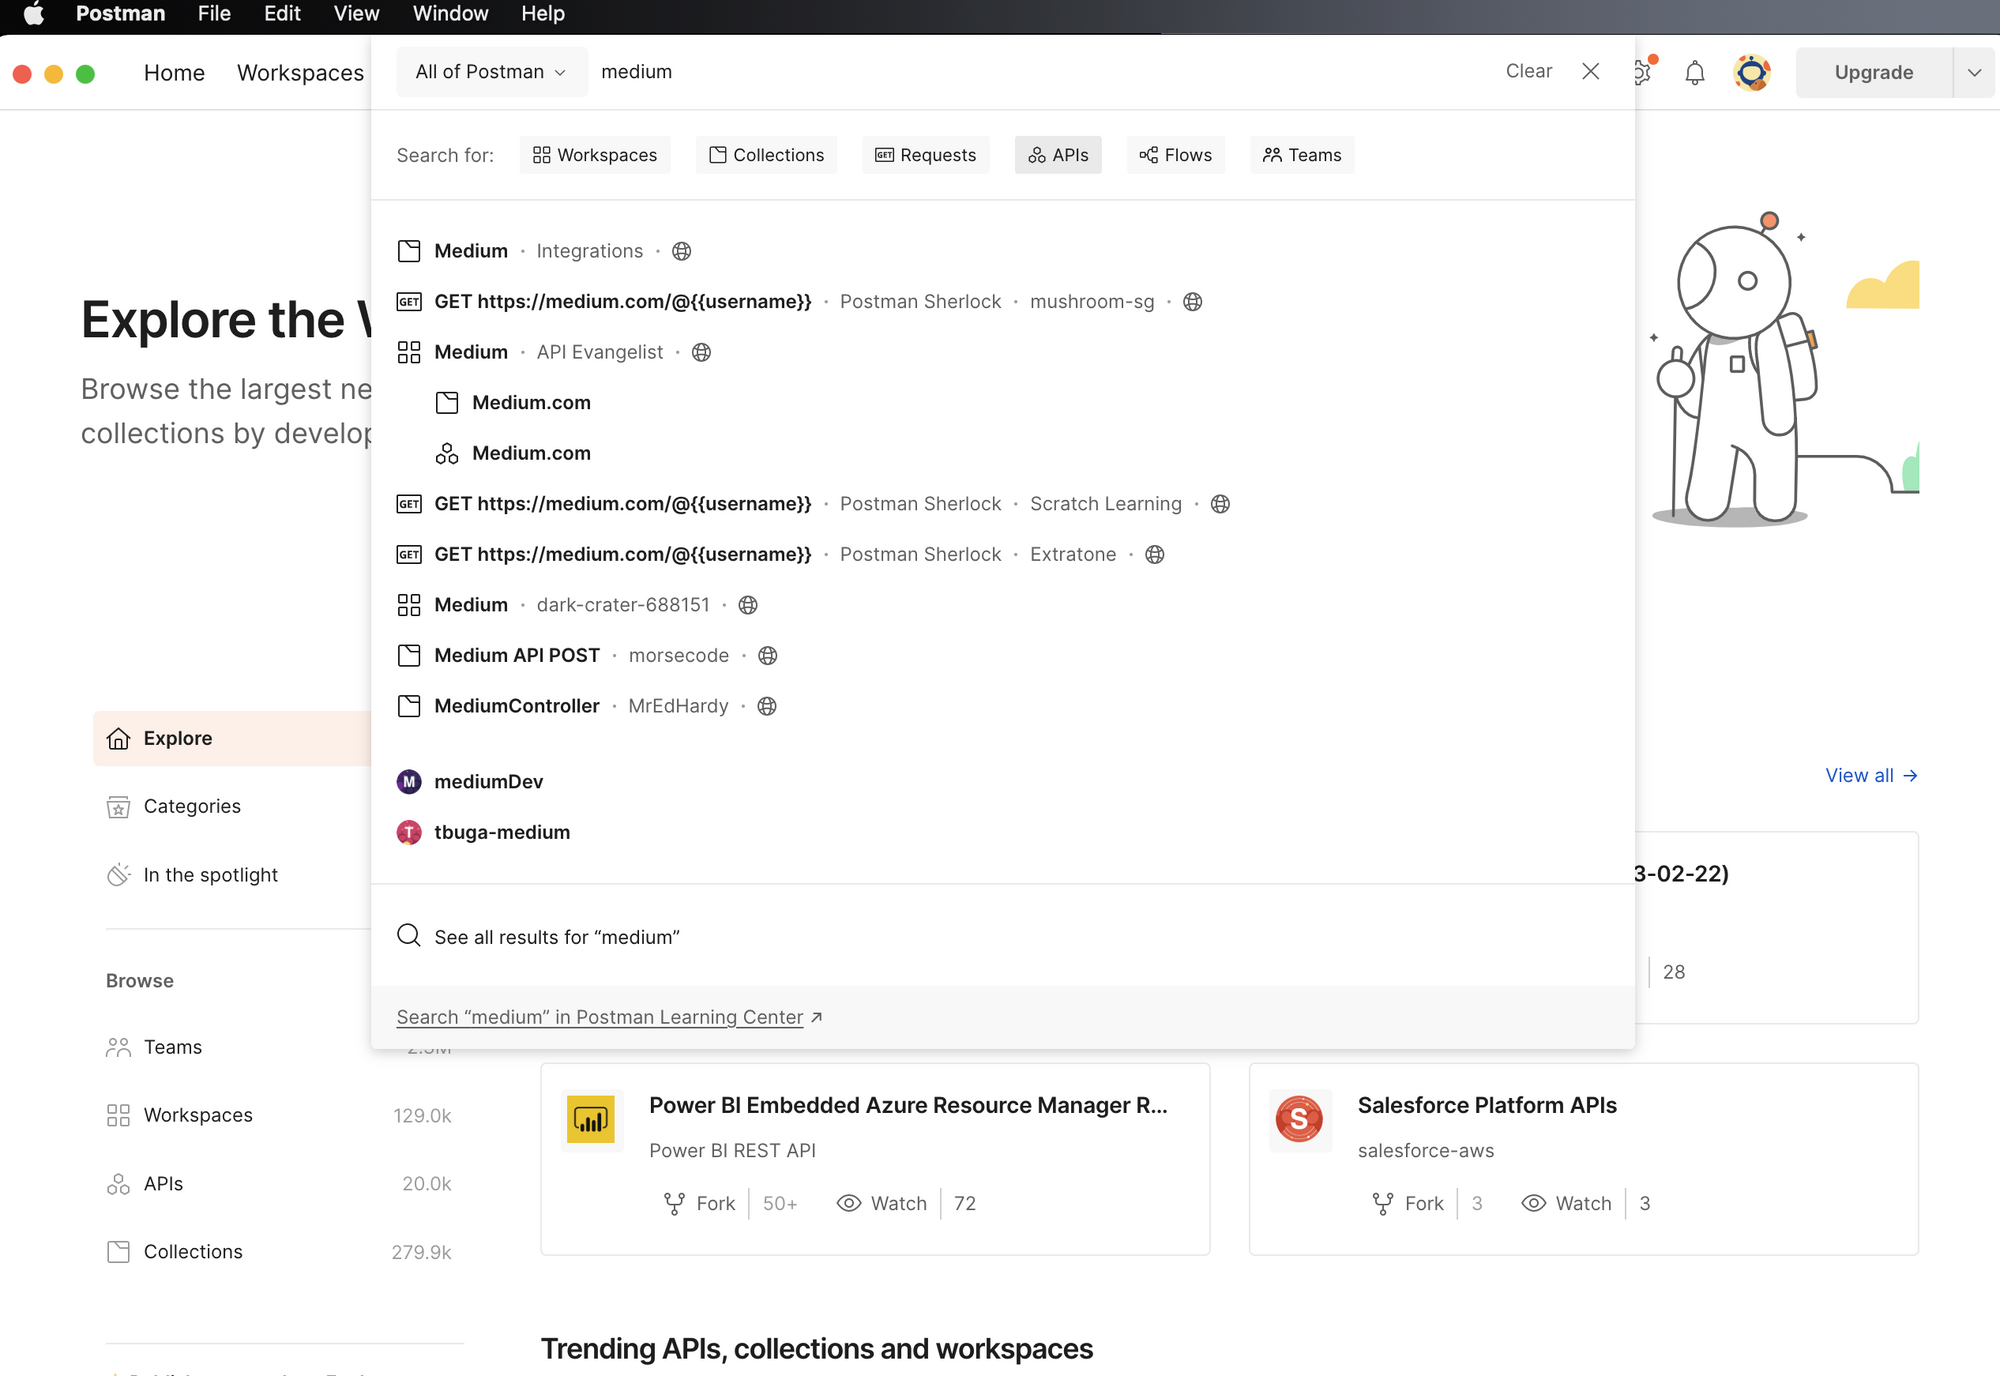 Postman File Edit View Window Help
Home Workspaces All of Postman medium Clear Upgrade
Search for: Workspaces Collections GET Requests APIs Flows Teams
Medium · Integrations ·
GET GET https://medium.com/@{{username}} · Postman Sherlock · mushroom-sg ·
Medium · API Evangelist ·
Medium.com
Medium.com
GET GET https://medium.com/@{{username}} · Postman Sherlock · Scratch Learning ·
GET GET https://medium.com/@{{username}} · Postman Sherlock · Extratone ·
Medium · dark-crater-688151 ·
Medium API POST · morsecode ·
MediumController · MrEdHardy ·
M mediumDev
T tbuga-medium
See all results for “medium”
Search “medium” in Postman Learning Center ↗
Explore the
Browse the largest ne
collections by develop
Explore
Categories
In the spotlight
Browse
Teams
Workspaces 129.0k
APIs 20.0k
Collections 279.9k
View all →
3-02-22)
28
Power BI Embedded Azure Resource Manager R...
Power BI REST API
Fork 50+ Watch 72
S
Salesforce Platform APIs
salesforce-aws
Fork 3 Watch 3
Trending APIs, collections and workspaces